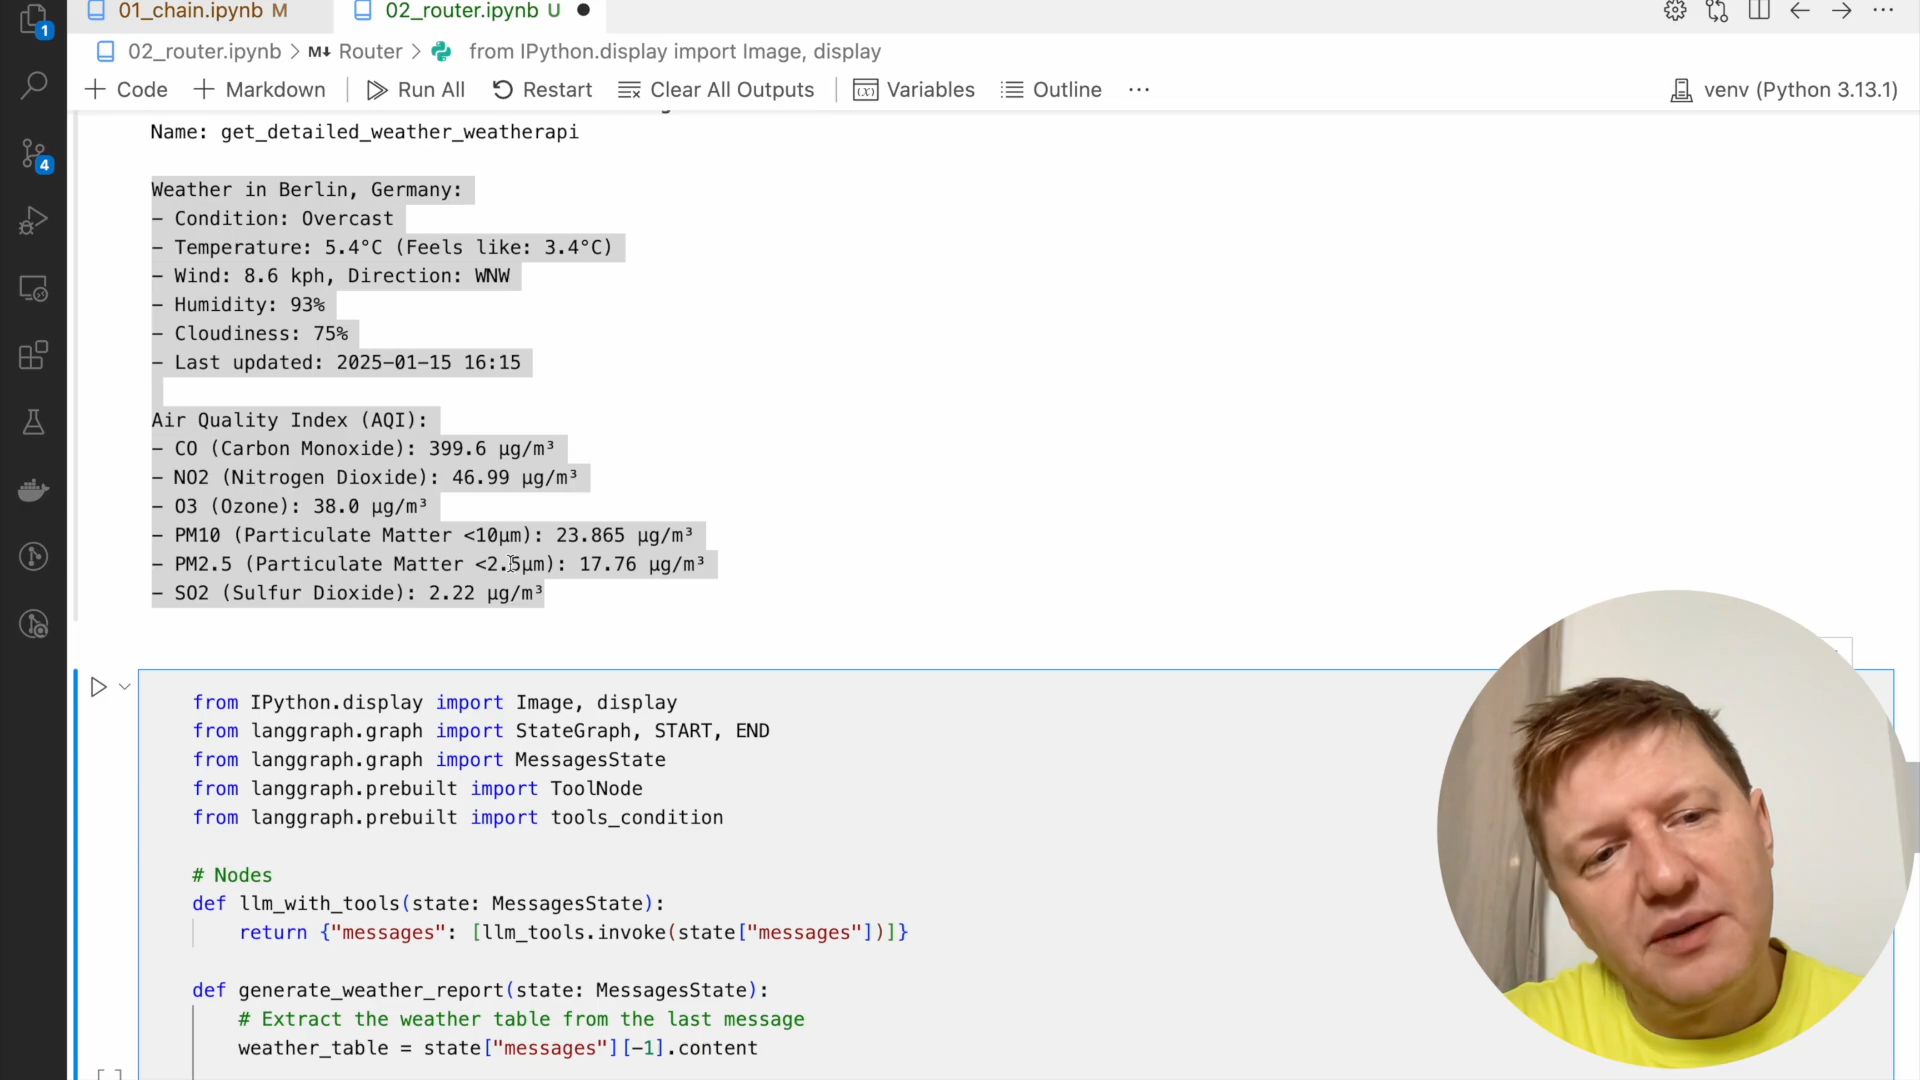 01_chain.ipynb M
02_router.ipynb U
02_router.ipynb > M↓ Router > from IPython.display import Image, display
+ Code + Markdown Run All Restart Clear All Outputs Variables Outline ··· venv (Python 3.13.1)
1
4
Name: get_detailed_weather_weatherapi
Weather in Berlin, Germany:
- Condition: Overcast
- Temperature: 5.4°C (Feels like: 3.4°C)
- Wind: 8.6 kph, Direction: WNW
- Humidity: 93%
- Cloudiness: 75%
- Last updated: 2025-01-15 16:15
Air Quality Index (AQI):
- CO (Carbon Monoxide): 399.6 µg/m³
- NO2 (Nitrogen Dioxide): 46.99 µg/m³
- O3 (Ozone): 38.0 µg/m³
- PM10 (Particulate Matter <10µm): 23.865 µg/m³
- PM2.5 (Particulate Matter <2.5µm): 17.76 µg/m³
- SO2 (Sulfur Dioxide): 2.22 µg/m³
from IPython.display import Image, display
from langgraph.graph import StateGraph, START, END
from langgraph.graph import MessagesState
from langgraph.prebuilt import ToolNode
from langgraph.prebuilt import tools_condition
# Nodes
def llm_with_tools(state: MessagesState):
return {"messages": [llm_tools.invoke(state["messages"])]}
def generate_weather_report(state: MessagesState):
# Extract the weather table from the last message
weather_table = state["messages"][-1].content